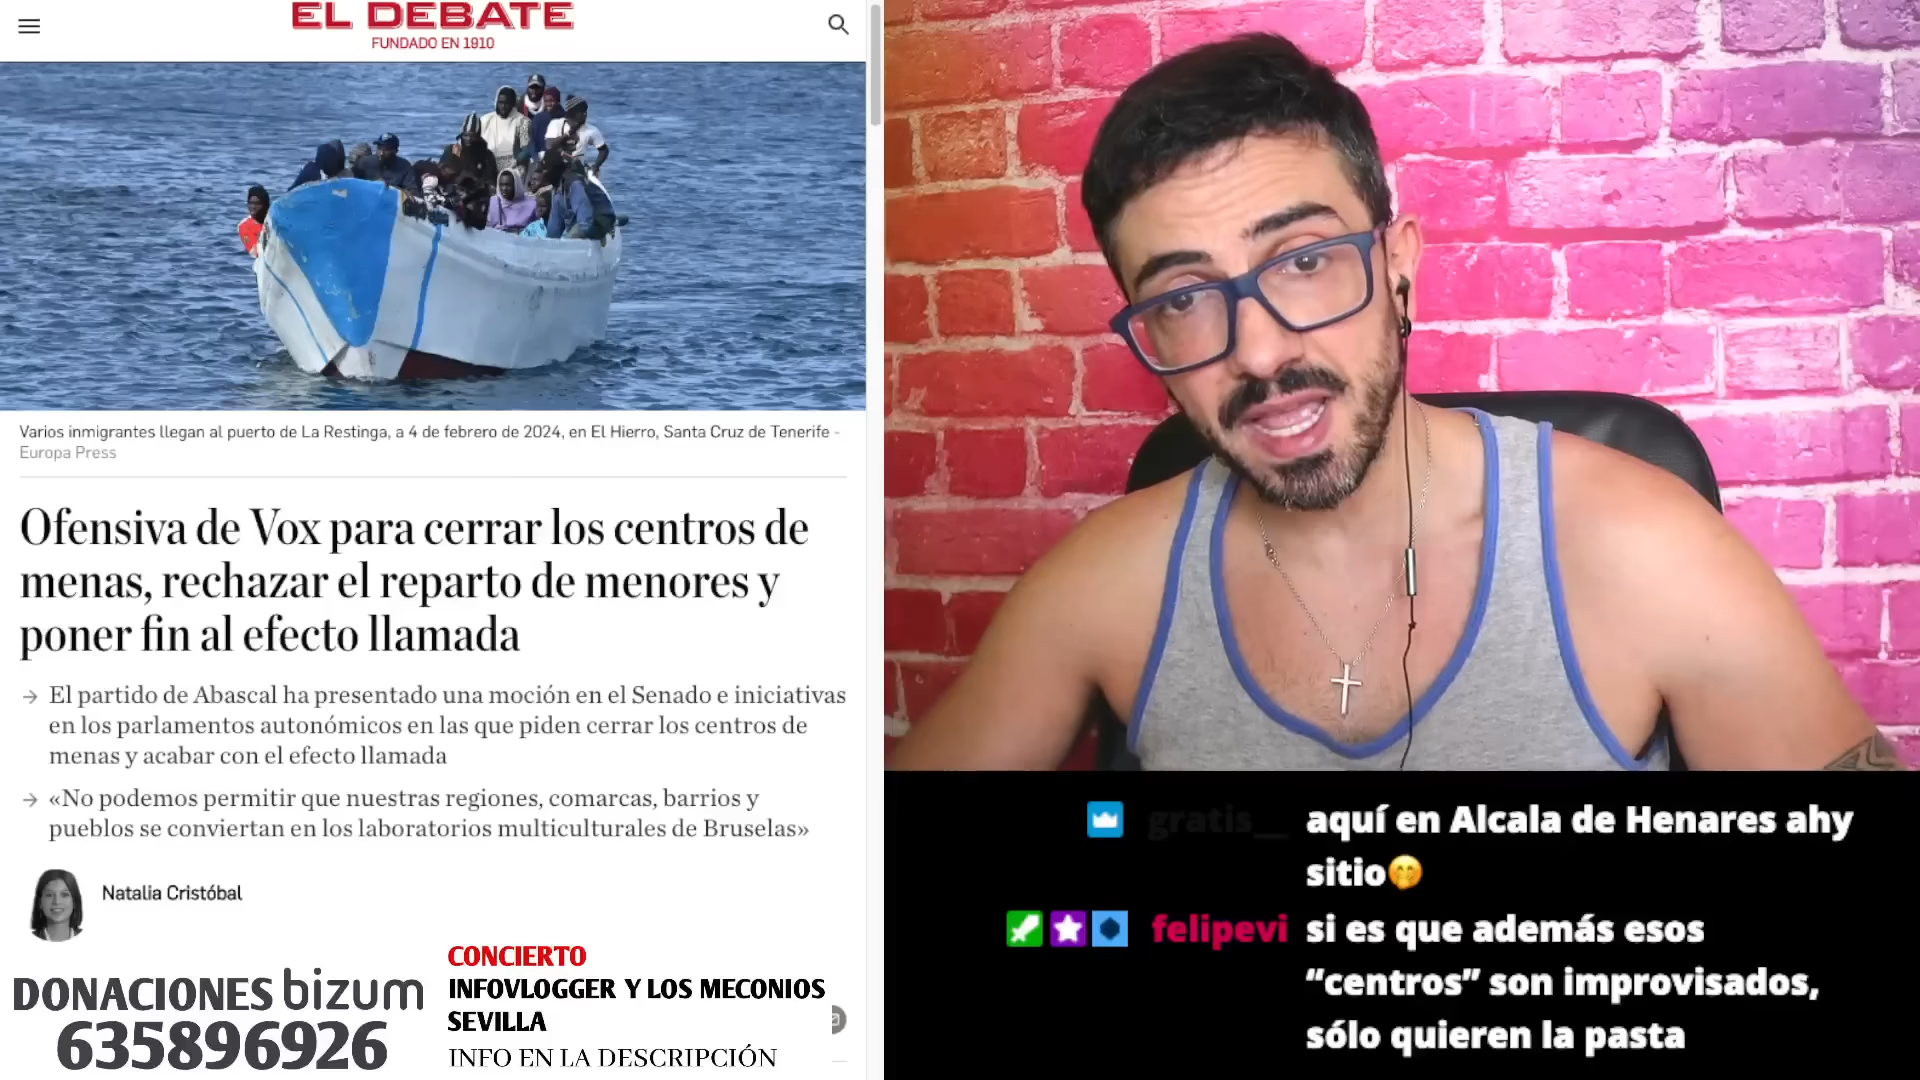 EL DEBATE
FUNDADO EN 1910
Varios inmigrantes llegan al puerto de La Restinga, a 4 de febrero de 2024, en El Hierro, Santa Cruz de Tenerife -
Europa Press
Ofensiva de Vox para cerrar los centros de
menas, rechazar el reparto de menores y
poner fin al efecto llamada
→ El partido de Abascal ha presentado una moción en el Senado e iniciativas
en los parlamentos autonómicos en las que piden cerrar los centros de
menas y acabar con el efecto llamada
→ «No podemos permitir que nuestras regiones, comarcas, barrios y
pueblos se conviertan en los laboratorios multiculturales de Bruselas»
Natalia Cristóbal
DONACIONES bizum
635896926
CONCIERTO
INFOVLOGGER Y LOS MECONIOS
SEVILLA
INFO EN LA DESCRIPCIÓN
gratis__ aquí en Alcala de Henares ahy
sitio🤭
felipevi si es que además esos
“centros” son improvisados,
sólo quieren la pasta